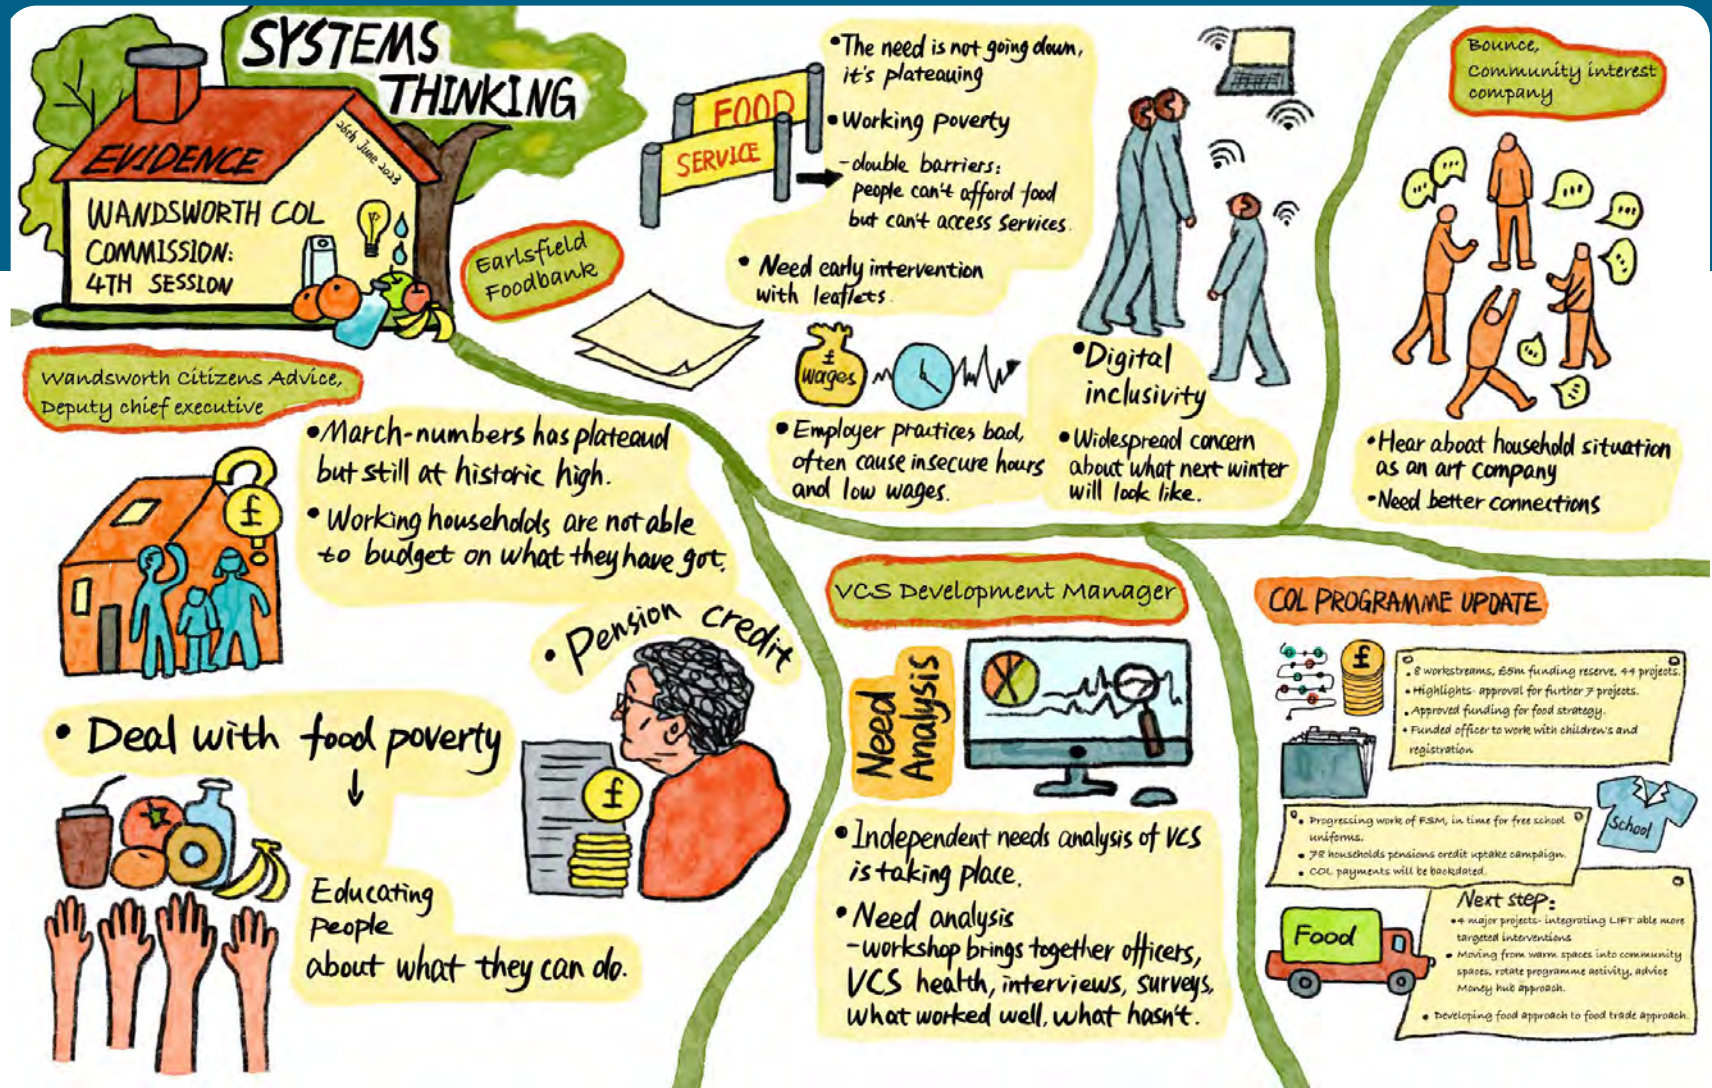 SYSTEMS
THINKING
EVIDENCE
26th June 2023
WANDSWORTH COL
COMMISSION:
4TH SESSION
Earlsfield
Foodbank
FOOD
SERVICE
•The need is not going down,
it's plateauing
•Working poverty
-double barriers:
people can't afford food
but can't access services.
• Need early intervention
with leaflets.
£
wages
• Employer practices bad,
often cause insecure hours
and low wages.
•Digital
inclusivity
•Widespread concern
about what next winter
will look like.
Bounce,
Community interest
company
•Hear about household situation
as an art company
•Need better connections
Wandsworth Citizens Advice,
Deputy chief executive
•March-numbers has plateaud
but still at historic high.
• Working households are not able
to budget on what they have got.
£
• Pension credit
£
• Deal with food poverty
Educating
people
about what they can do.
VCS Development Manager
Need
Analysis
• Independent needs analysis of VCS
is taking place.
• Need analysis
-workshop brings together officers,
VCS health, interviews, surveys,
what worked well, what hasn't.
COL PROGRAMME UPDATE
£
• 8 workstreams, £5m funding reserve, 44 projects.
• Highlights- approval for further 7 projects.
• Approved funding for food strategy.
• Funded officer to work with children's and
registration
• Progressing work of FSM, in time for free school
uniforms.
• 78 households pensions credit uptake campaign.
• COL payments will be backdated.
School
Next step:
•4 major projects- integrating LIFT able more
targeted interventions
• Moving from warm spaces into community
spaces, rotate programme activity, advice
Money hub approach.
• Developing food approach to food trade approach.
Food